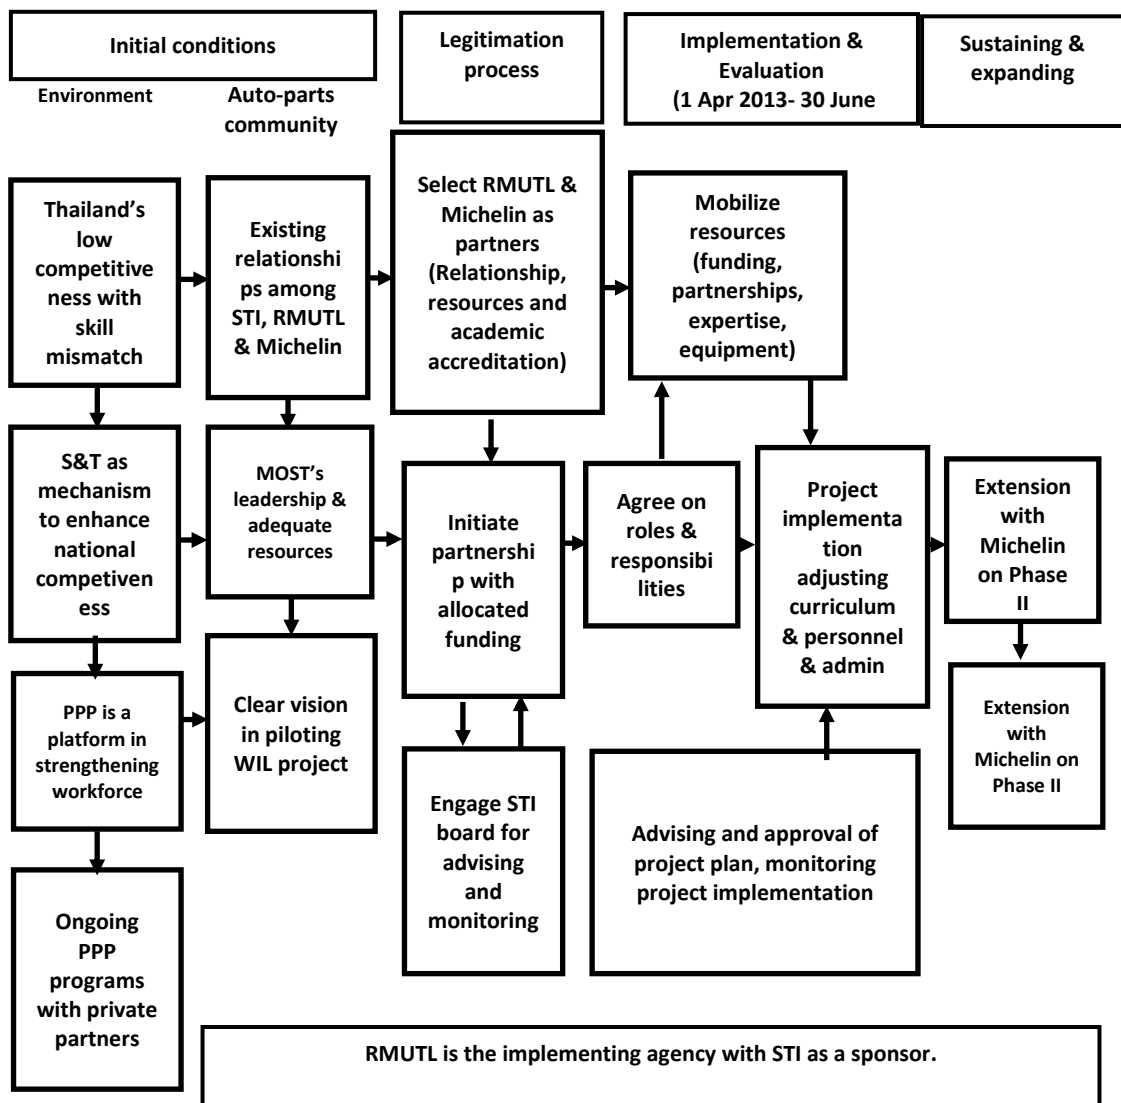 Initial conditions
Legitimation
process
Implementation &
Evaluation
(1 Apr 2013- 30 June
Sustaining &
expanding
Environment
Auto-parts
community
Thailand's
low
competitive
ness with
skill
mismatch
Existing
relationshi
ps among
STI, RMUTL
& Michelin
Select RMUTL &
Michelin as
partners
(Relationship,
resources and
academic
accreditation)
Mobilize
resources
(funding,
partnerships,
expertise,
equipment)
S&T as
mechanism
to enhance
national
competiven
ess
MOST's
leadership &
adequate
resources
Initiate
partnershi
p with
allocated
funding
Agree on
roles &
responsibi
lities
Project
implementa
tion
adjusting
curriculum
& personnel
& admin
Extension
with
Michelin
on Phase
II
PPP is a
platform in
strengthening
workforce
Clear vision
in piloting
WIL project
Engage STI
board for
advising
and
monitoring
Advising and approval of
project plan, monitoring
project implementation
Extension
with
Michelin on
Phase II
Ongoing
PPP
programs
with private
partners
RMUTL is the implementing agency with STI as a sponsor.